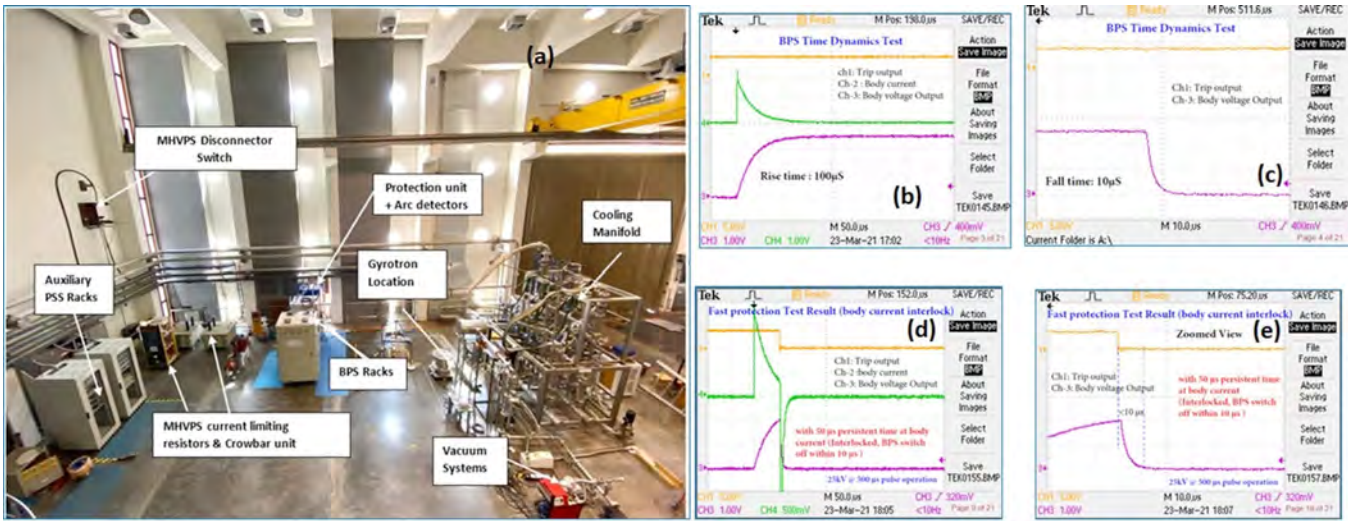 (a)
MHVPS Disconnector
Switch
Protection unit
+ Arc detectors
Cooling
Manifold
Gyrotron
Location
Auxiliary
PSS Racks
BPS Racks
MHVPS current limiting
resistors & Crowbar unit
Vacuum
Systems
Tek
M Pos: 198.0µs
SAVE/REC
BPS Time Dynamics Test
Action
Save Image
ch1: Trip output
Ch-2 : Body current
Ch-3: Body voltage Output
File
Format
BMP
About
Saving
Images
Select
Folder
Rise time : 100µS
(b)
Save
TEK0145.BMP
M 50.0µs
CH3 / 400mV
CH3 1.00V
CH4 1.00V
23-Mar-21 17:02
<10Hz
Page 3 of 21
Tek
M Pos: 511.6µs
SAVE/REC
BPS Time Dynamics Test
Action
Save Image
Ch1: Trip output
Ch-3: Body voltage Output
File
Format
BMP
About
Saving
Images
Select
Folder
Fall time: 10µS
(c)
Save
TEK0146.BMP
M 10.0µs
CH3 / 400mV
Current Folder is A:\
Page 4 of 21
Tek
M Pos: 152.0µs
SAVE/REC
Fast protection Test Result (body current interlock)
(d)
Action
Save Image
Ch1: Trip output
Ch-2 :body current
Ch-3: Body voltage Output
File
Format
BMP
About
Saving
Images
Select
Folder
with 50 µs persistent time at body
current (Interlocked, BPS switch
off within 10 µs )
25kV @ 500 µs pulse operation
Save
TEK0155.BMP
M 50.0µs
CH3 / 320mV
CH3 1.00V
CH4 500mV
23-Mar-21 18:05
<10Hz
Tek
M Pos: 75.20µs
SAVE/REC
Fast protection Test Result (body current interlock)
Zoomed View
(e)
Action
Save Image
Ch1: Trip output
Ch-3: Body voltage Output
<10 µs
with 50 µs persistent time
at body current
(Interlocked, BPS switch
off within 10 µs )
File
Format
BMP
About
Saving
Images
Select
Folder
25kV @ 500 µs pulse operation
Save
TEK0157.BMP
M 10.0µs
CH3 / 320mV
CH3 1.00V
23-Mar-21 18:07
<10Hz